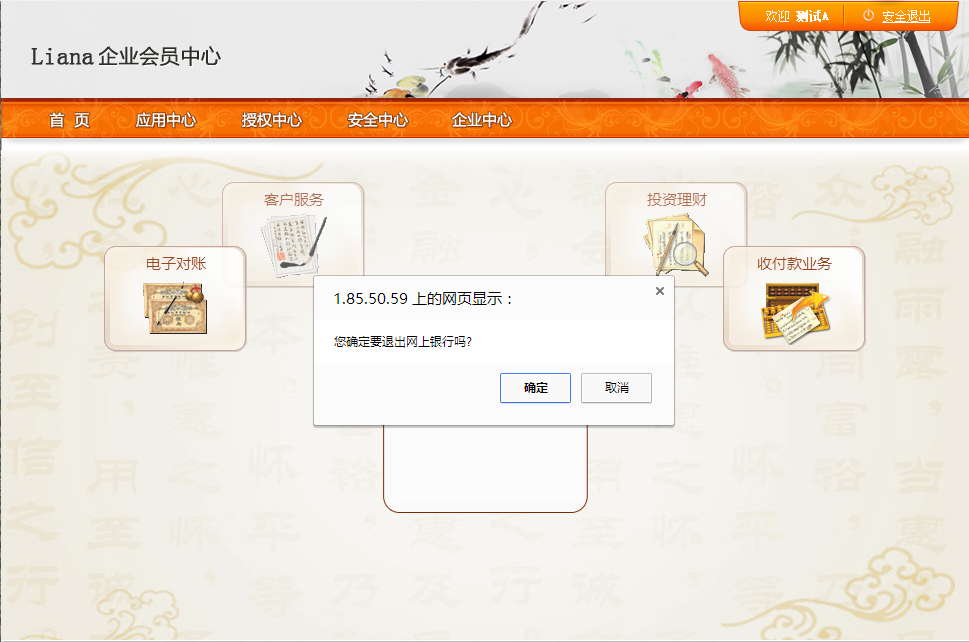 欢迎 测试A 安全退出
Liana 企业会员中心
首 页 应用中心 授权中心 安全中心 企业中心
客户服务 投资理财
电子对账 收付款业务
1.85.50.59 上的网页显示：
×
您确定要退出网上银行吗?
确定 取消